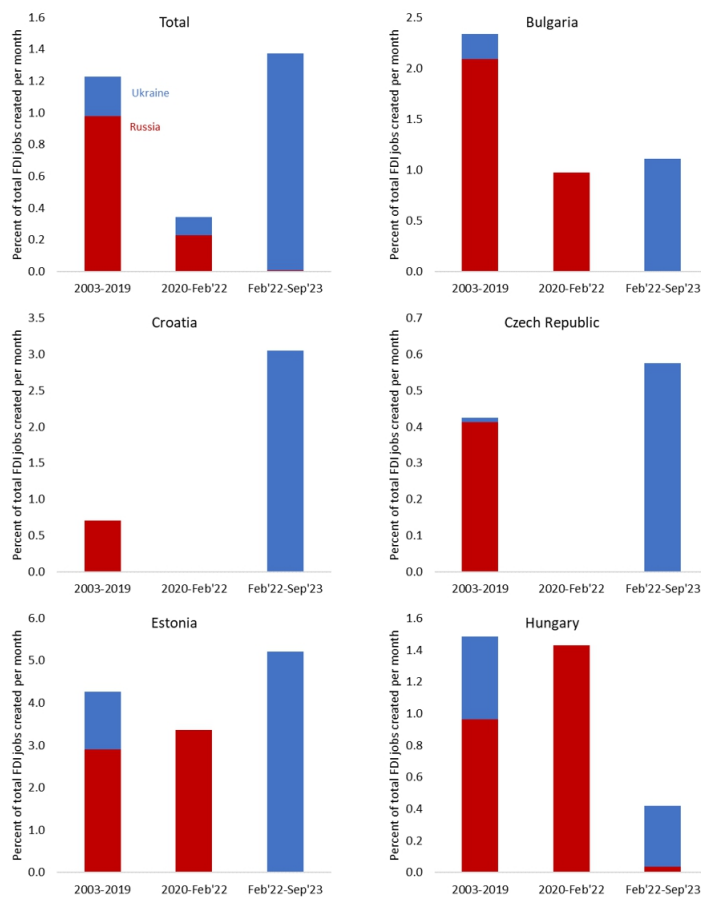 Total
Percent of total FDI jobs created per month
1.6
1.4
1.2
1.0
0.8
0.6
0.4
0.2
0.0
Ukraine
Russia
2003-2019
2020-Feb'22
Feb'22-Sep'23
Bulgaria
Percent of total FDI jobs created per month
2.5
2.0
1.5
1.0
0.5
0.0
2003-2019
2020-Feb'22
Feb'22-Sep'23
Croatia
Percent of total FDI jobs created per month
3.5
3.0
2.5
2.0
1.5
1.0
0.5
0.0
2003-2019
2020-Feb'22
Feb'22-Sep'23
Czech Republic
Percent of total FDI jobs created per month
0.7
0.6
0.5
0.4
0.3
0.2
0.1
0.0
2003-2019
2020-Feb'22
Feb'22-Sep'23
Estonia
Percent of total FDI jobs created per month
6.0
5.0
4.0
3.0
2.0
1.0
0.0
2003-2019
2020-Feb'22
Feb'22-Sep'23
Hungary
Percent of total FDI jobs created per month
1.6
1.4
1.2
1.0
0.8
0.6
0.4
0.2
0.0
2003-2019
2020-Feb'22
Feb'22-Sep'23